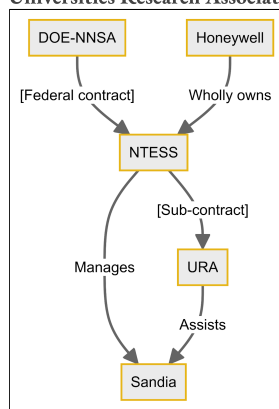 Universities Research Associat
DOE-NNSA
Honeywell
[Federal contract]
Wholly owns
NTESS
[Sub-contract]
Manages
URA
Assists
Sandia